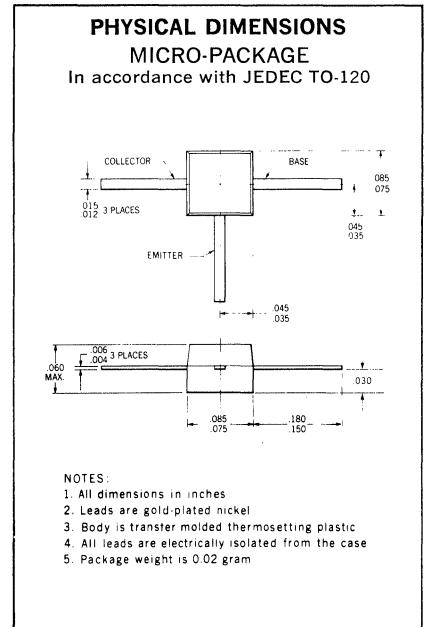 PHYSICAL DIMENSIONS
MICRO-PACKAGE
In accordance with JEDEC TO-120
COLLECTOR
BASE
.085
.075
.015
.012 3 PLACES
.045
.035
EMITTER
.045
.035
.006
.004 3 PLACES
.060
MAX.
.030
.085
.075
.180
.150
NOTES:
1. All dimensions in inches
2. Leads are gold-plated nickel
3. Body is transfer molded thermosetting plastic
4. All leads are electrically isolated from the case
5. Package weight is 0.02 gram